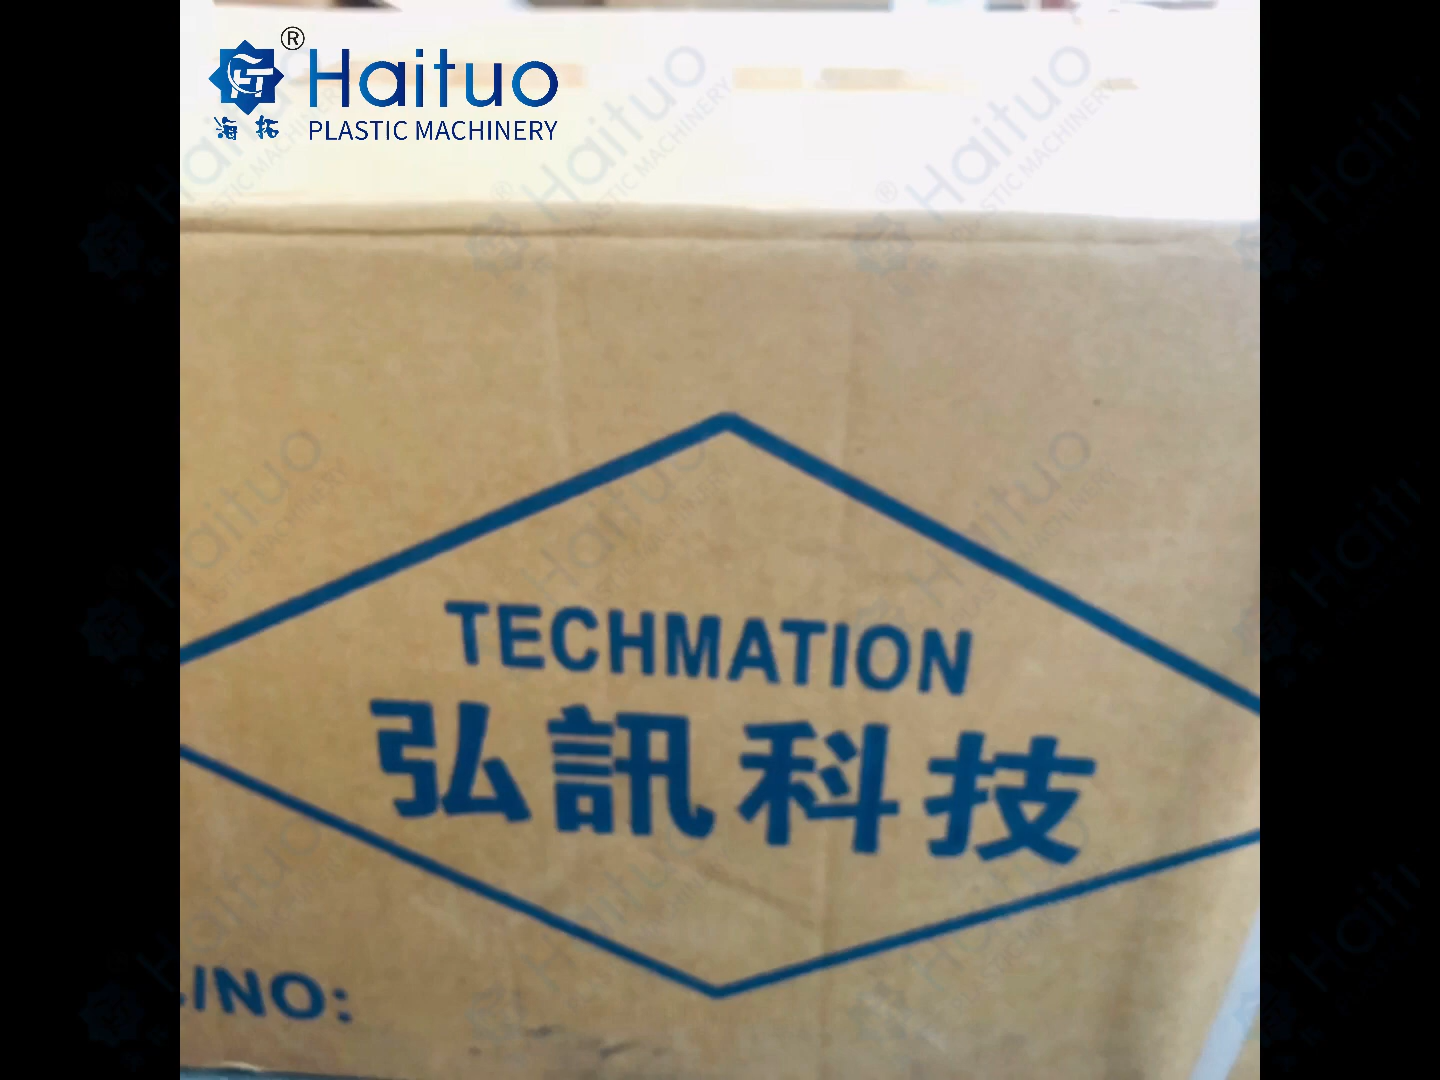 ®
Haituo
海拓
PLASTIC MACHINERY
TECHMATION
弘訊科技
/NO: